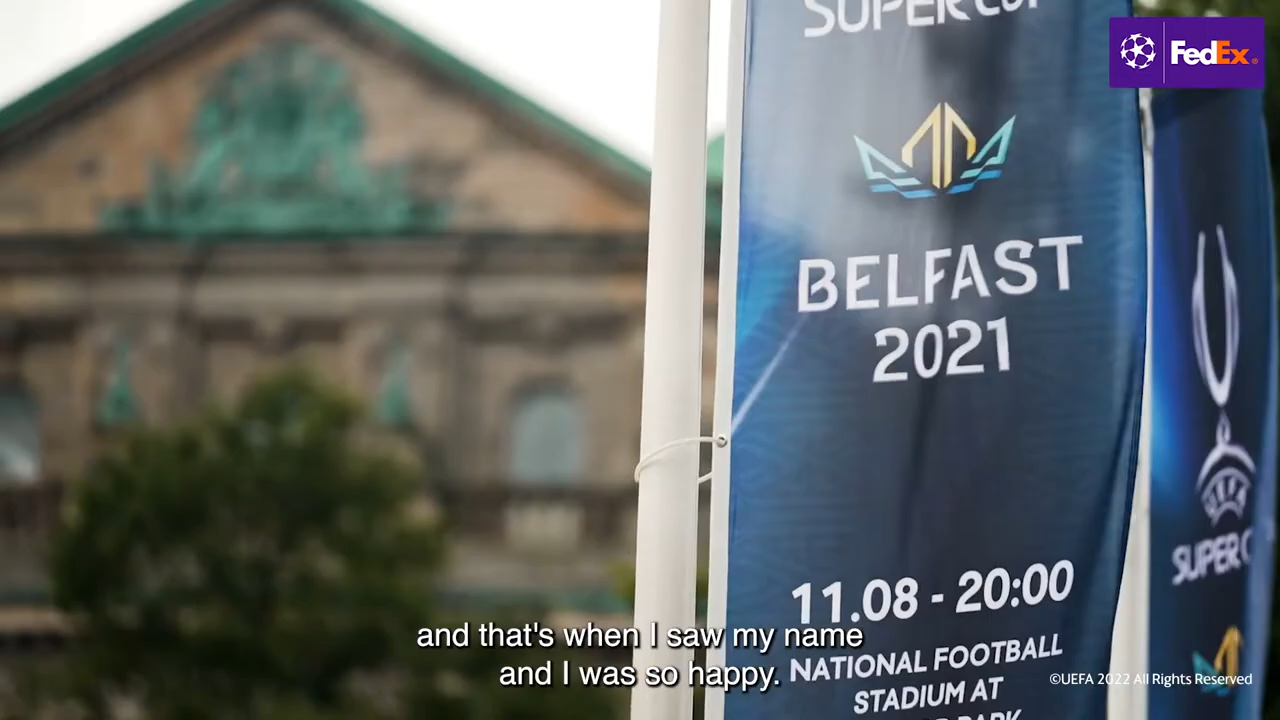 SUPER CUP
FedEx
BELFAST
2021
11.08 - 20:00
NATIONAL FOOTBALL
STADIUM AT
PARK
UEFA
SUPER C
and that's when I saw my name
and I was so happy.
©UEFA 2022 All Rights Reserved